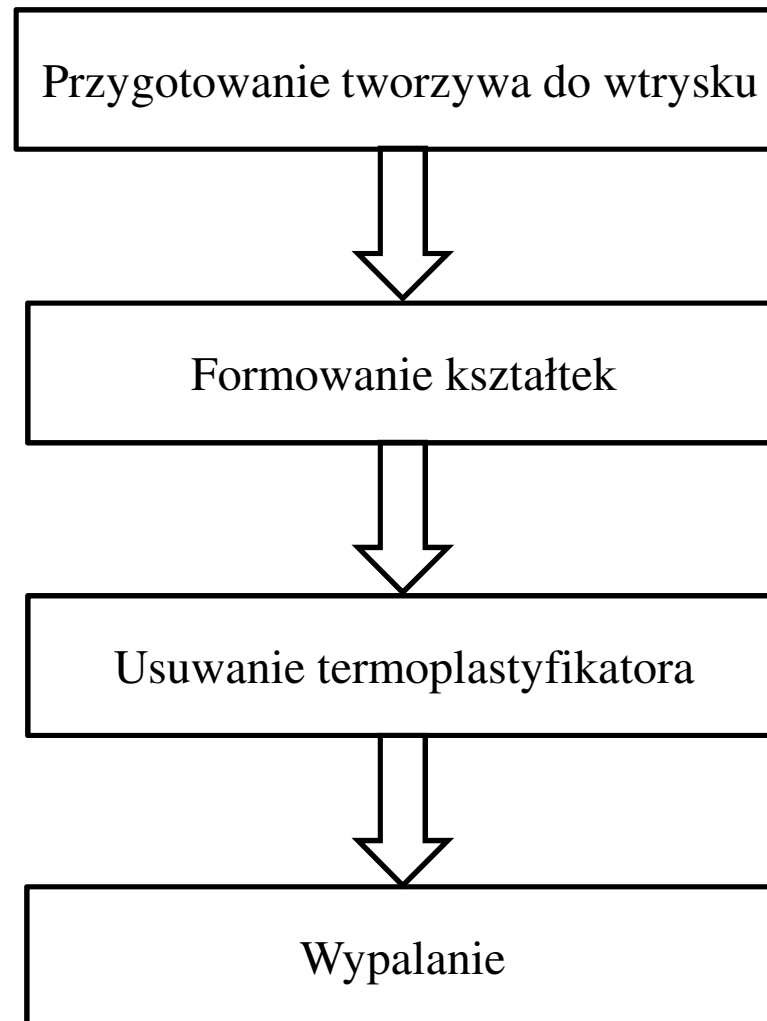 Przygotowanie tworzywa do wtrysku
Formowanie kształtek
Usuwanie termoplastyfikatora
Wypalanie